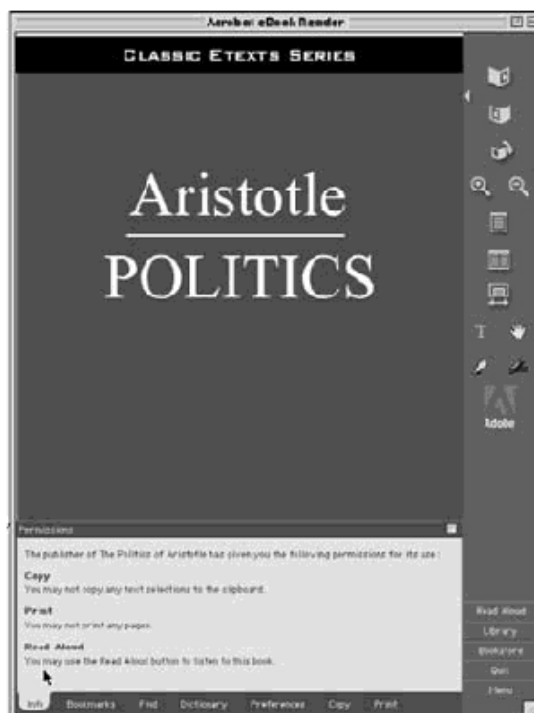 Acrobat eBook Reader
CLASSIC ETEXTS SERIES
Aristotle
POLITICS
T
Adobe
Permissions
The publisher of The Politics of Aristotle has given you the following permissions for its use:
Copy
You may not copy any text selections to the clipboard.
Print
You may not print any pages.
Read Aloud
You may use the Read Aloud button to listen to this book.
Read Aloud
Library
Bookstore
Quit
Menu
Info Bookmarks Find Dictionary Preferences Copy Print